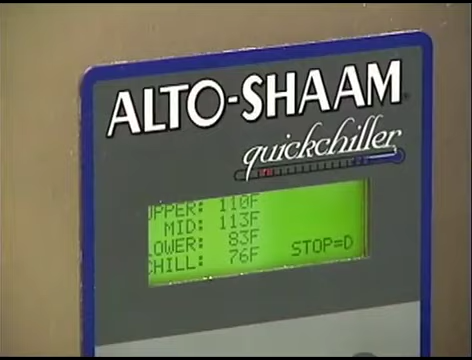 ALTO-SHAAM
quickchiller
UPPER: 110F
MID: 113F
LOWER: 83F
CHILL: 76F STOP=D